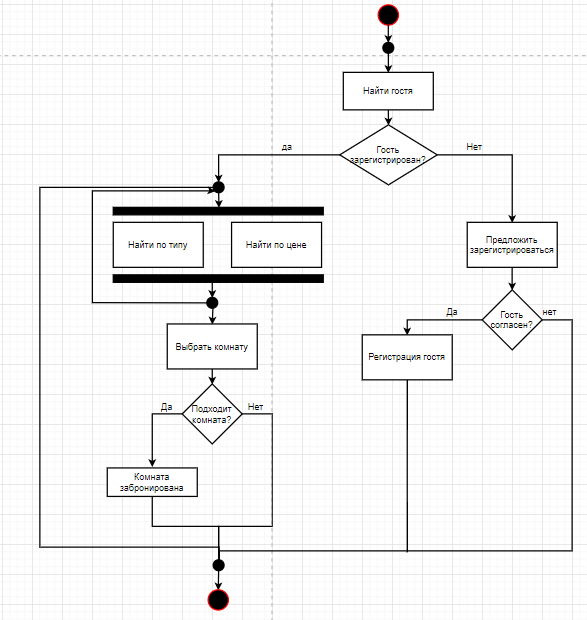 Найти гостя
Гость
зарегистрирован?
да
Нет
Найти по типу
Найти по цене
Предложить
зарегистрироваться
Гость
согласен?
Да
нет
Выбрать комнату
Регистрация гостя
Подходит
комната?
Да
Нет
Комната
забронирована